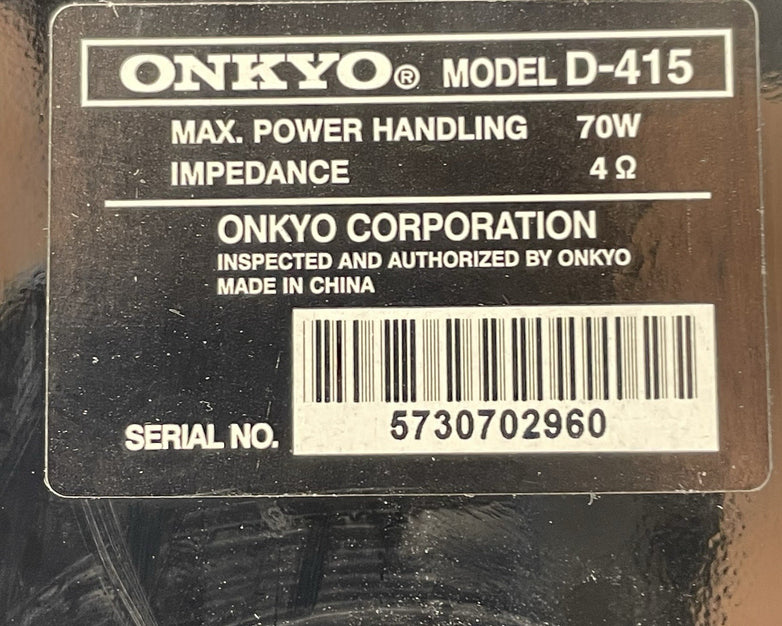 ONKYO® MODEL D-415
MAX. POWER HANDLING 70W
IMPEDANCE 4 Ω
ONKYO CORPORATION
INSPECTED AND AUTHORIZED BY ONKYO
MADE IN CHINA
SERIAL NO. 5730702960